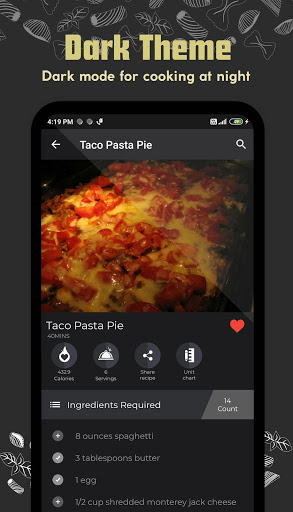 Dark Theme
Dark mode for cooking at night
4:19 PM
Taco Pasta Pie
Taco Pasta Pie
40MINS
4329 6 Share Unit
Calories Servings recipe chart
Ingredients Required
14
Count
8 ounces spaghetti
3 tablespoons butter
1 egg
1/2 cup shredded monterey jack cheese